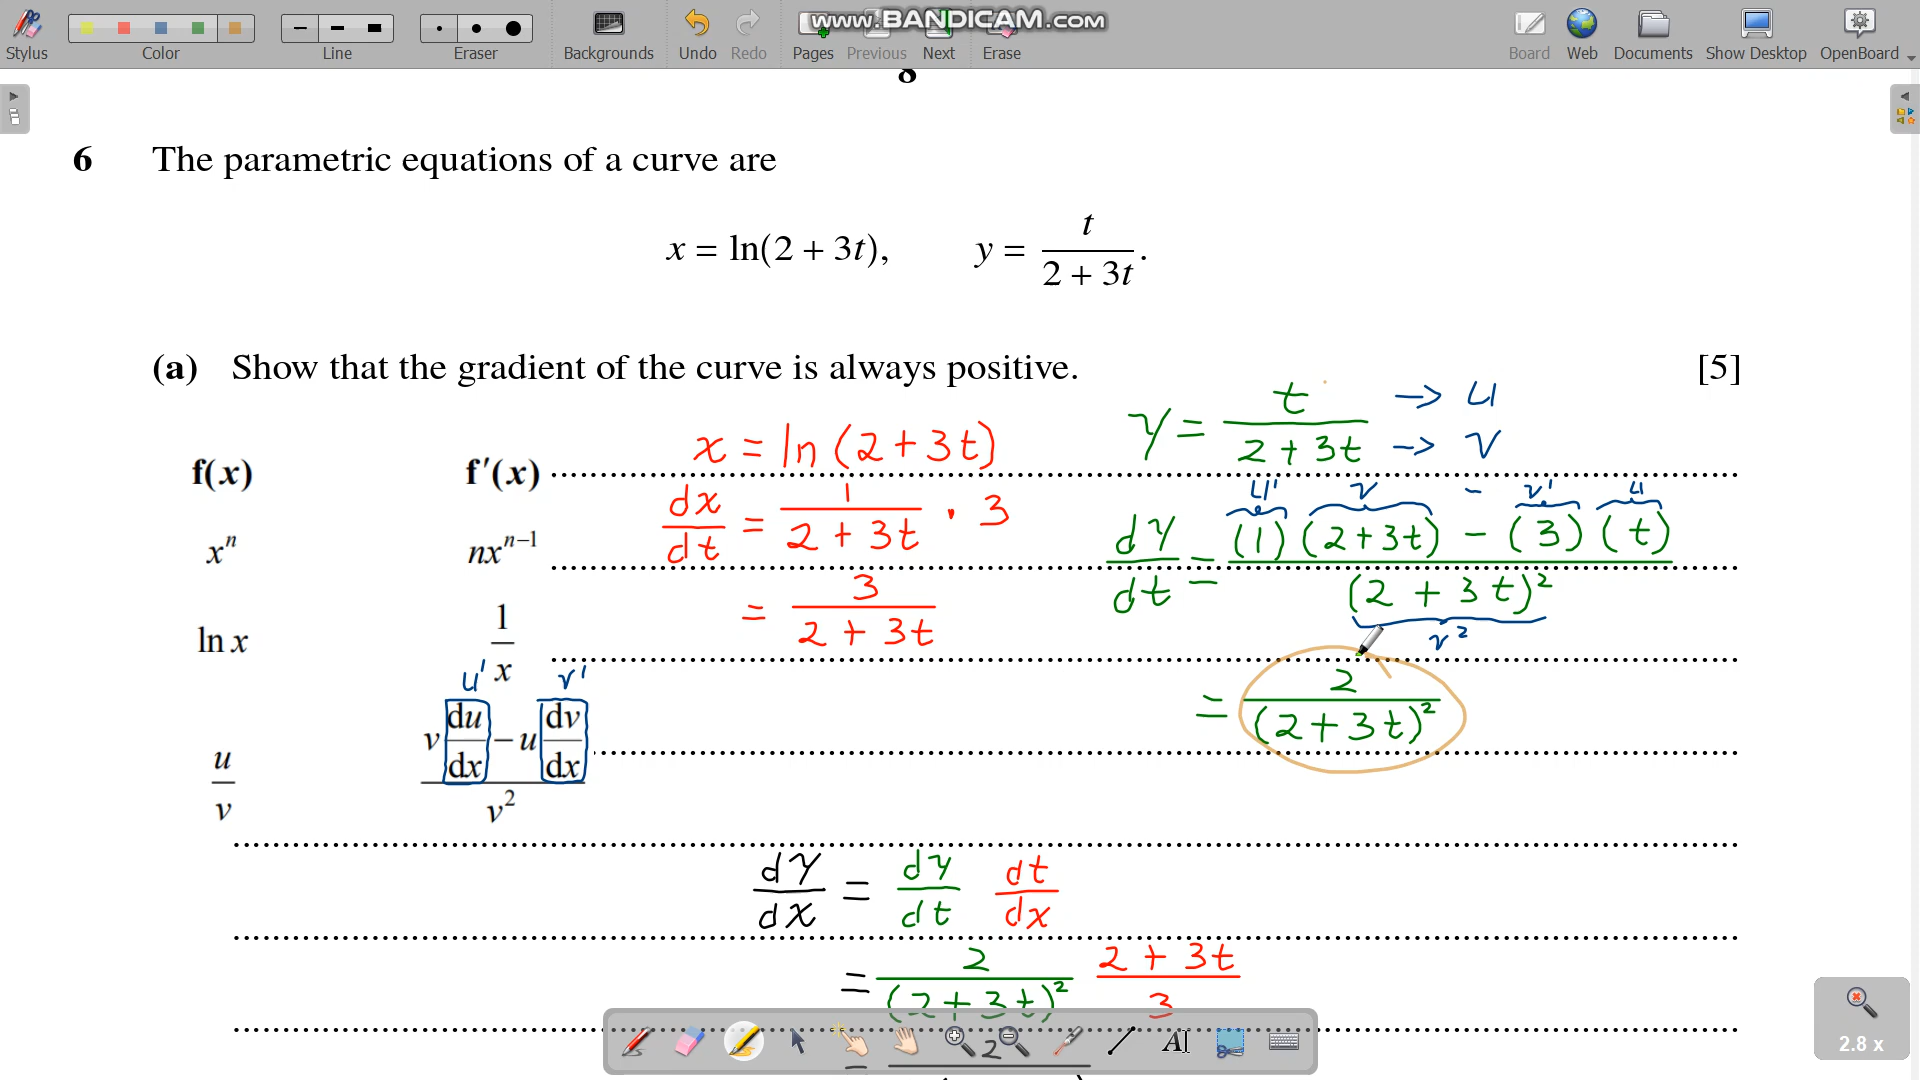 www.BANDICAM.com
Stylus Color Line Eraser Backgrounds Undo Redo Pages Previous Next Erase Board Web Documents Show Desktop OpenBoard
8
6 The parametric equations of a curve are
x = ln(2 + 3t), y = t / (2 + 3t).
(a) Show that the gradient of the curve is always positive. [5]
f(x) f′(x)
xⁿ nxⁿ⁻¹
ln x 1/x
u′ v′
u/v (v du/dx − u dv/dx) / v²
x = ln (2 + 3t)
dx/dt = 1/(2 + 3t) · 3
= 3/(2 + 3t)
y = t/(2 + 3t) → u → v
u′ v - v′ u
dy/dt = ((1)(2+3t) − (3)(t)) / (2 + 3t)²
v²
= 2/(2+3t)²
dy/dx = dy/dt dt/dx
= 2/(2+3t)² (2 + 3t)/3
= 2
2.8 x